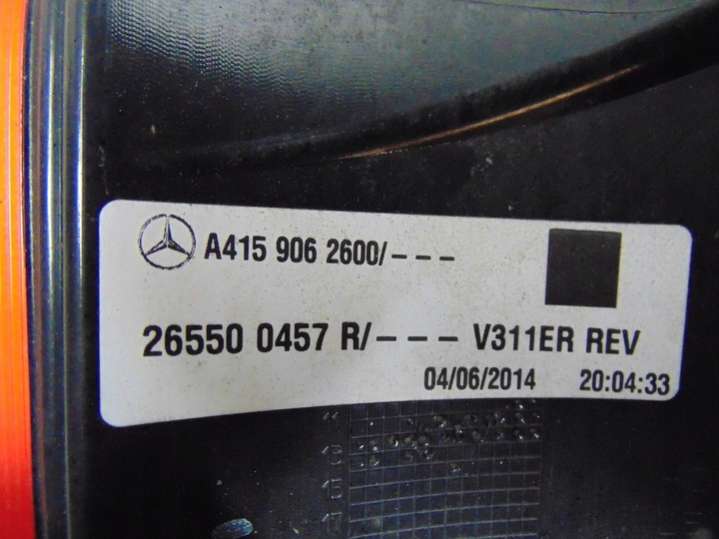 A415 906 2600/---
26550 0457 R/--- V311ER REV
04/06/2014 20:04:33